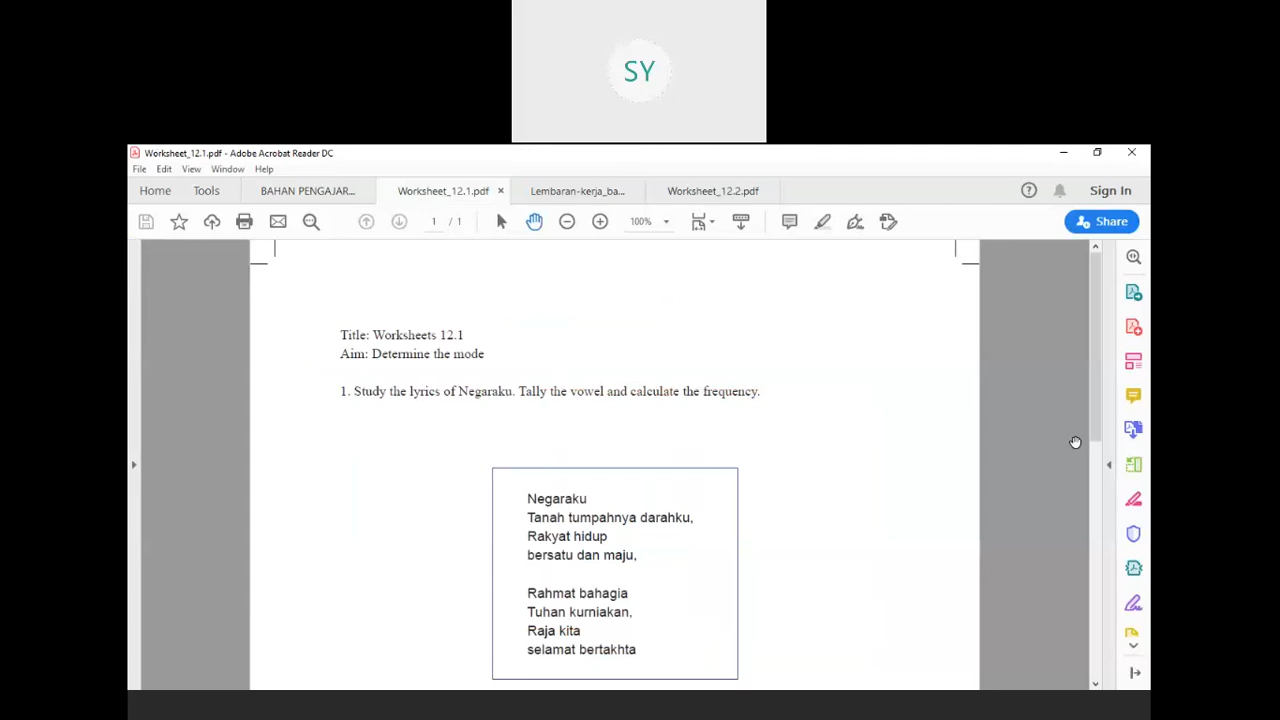 SY
Worksheet_12.1.pdf - Adobe Acrobat Reader DC
File Edit View Window Help
Home Tools BAHAN PENGAJAR... Worksheet_12.1.pdf × Lembaran-kerja_ba... Worksheet_12.2.pdf Sign In
1 / 1 100% Share
Title: Worksheets 12.1
Aim: Determine the mode
1. Study the lyrics of Negaraku. Tally the vowel and calculate the frequency.
Negaraku
Tanah tumpahnya darahku,
Rakyat hidup
bersatu dan maju,
Rahmat bahagia
Tuhan kurniakan,
Raja kita
selamat bertakhta